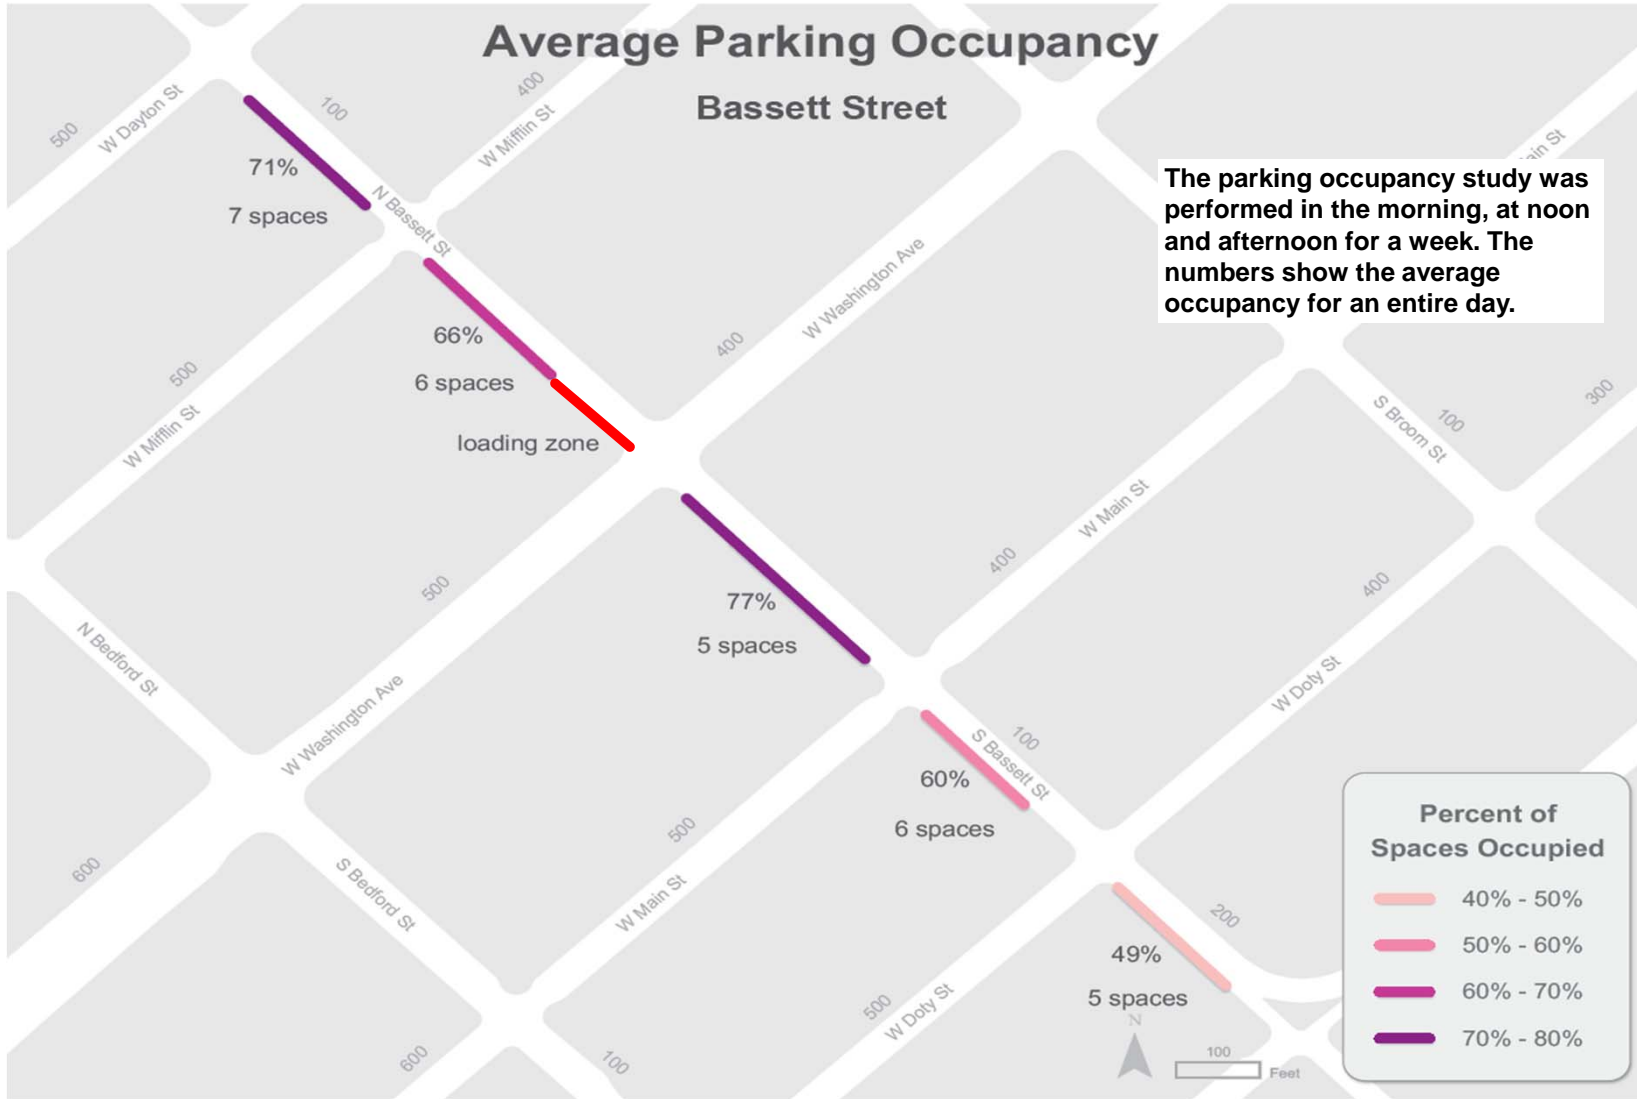 Average Parking Occupancy
Bassett Street
The parking occupancy study was
performed in the morning, at noon
and afternoon for a week. The
numbers show the average
occupancy for an entire day.
500
W Dayton St
100
400
W Mifflin St
71%
7 spaces
N Bassett St
ain St
W Washington Ave
400
66%
6 spaces
loading zone
500
W Mifflin St
S Broom St
100
300
W Main St
400
400
500
77%
5 spaces
N Bedford St
W Washington Ave
W Doty St
60%
6 spaces
S Bassett St
100
500
600
S Bedford St
W Main St
200
49%
5 spaces
500
W Doty St
600
100
N
100
Feet
Percent of
Spaces Occupied
40% - 50%
50% - 60%
60% - 70%
70% - 80%